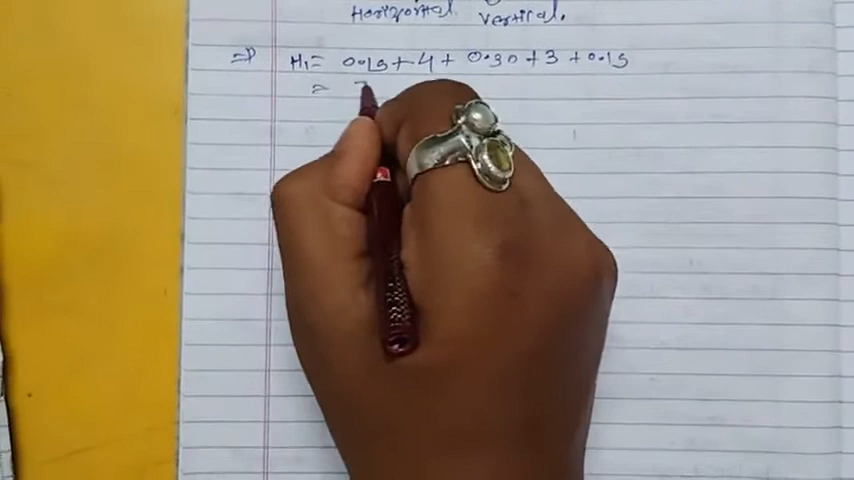 Horizontal vertical.
⇒ H₁= 0.15+4+ 0.30+3+0.15
=